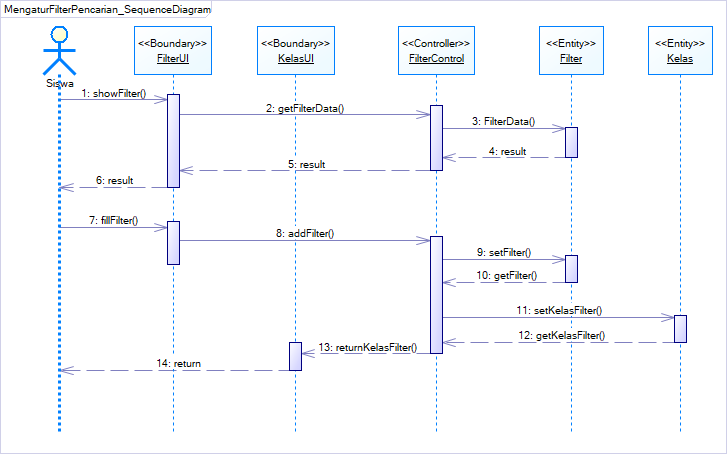 MengaturFilterPencarian_SequenceDiagram
Siswa
<<Boundary>>
FilterUI
<<Boundary>>
KelasUI
<<Controller>>
FilterControl
<<Entity>>
Filter
<<Entity>>
Kelas
1: showFilter()
2: getFilterData()
3: FilterData()
4: result
5: result
6: result
7: fillFilter()
8: addFilter()
9: setFilter()
10: getFilter()
11: setKelasFilter()
12: getKelasFilter()
13: returnKelasFilter()
14: return